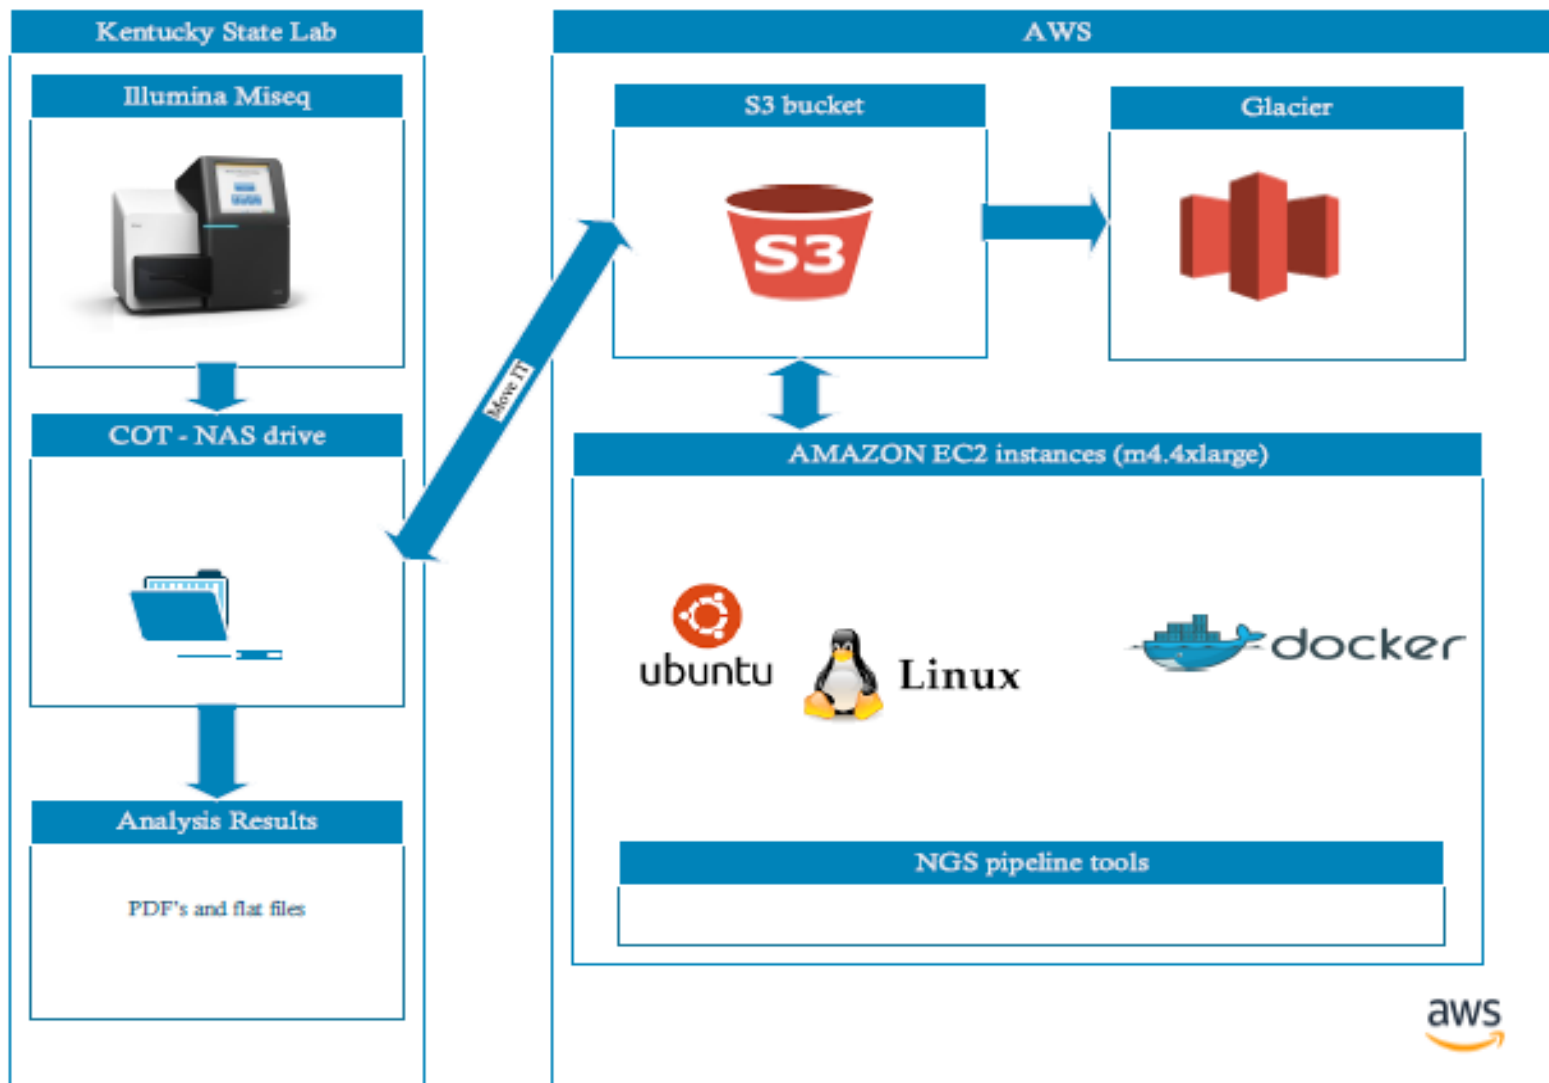 Kentucky State Lab
Illumina Miseq
COT - NAS drive
Analysis Results
PDF's and flat files
Move IT
AWS
S3 bucket
S3
Glacier
AMAZON EC2 instances (m4.4xlarge)
ubuntu
Linux
docker
NGS pipeline tools
aws